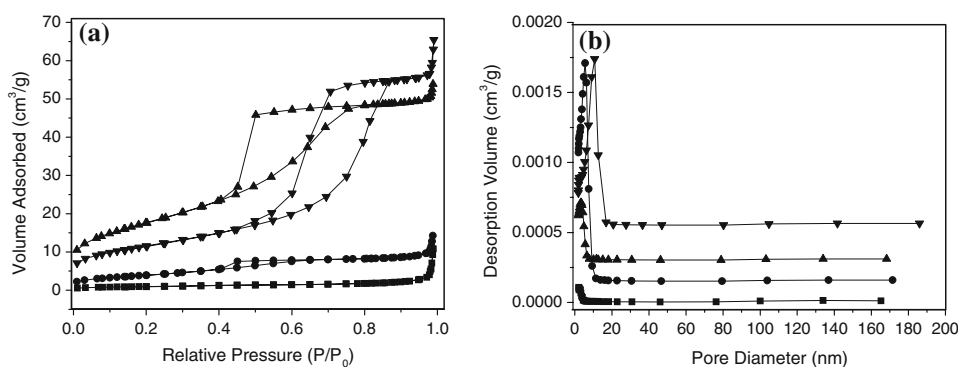 (a)
Volume Adsorbed (cm³/g)
70
60
50
40
30
20
10
0
0.0 0.2 0.4 0.6 0.8 1.0
Relative Pressure (P/P₀)
(b)
Desorption Volume (cm³/g)
0.0020
0.0015
0.0010
0.0005
0.0000
0 20 40 60 80 100 120 140 160 180 200
Pore Diameter (nm)